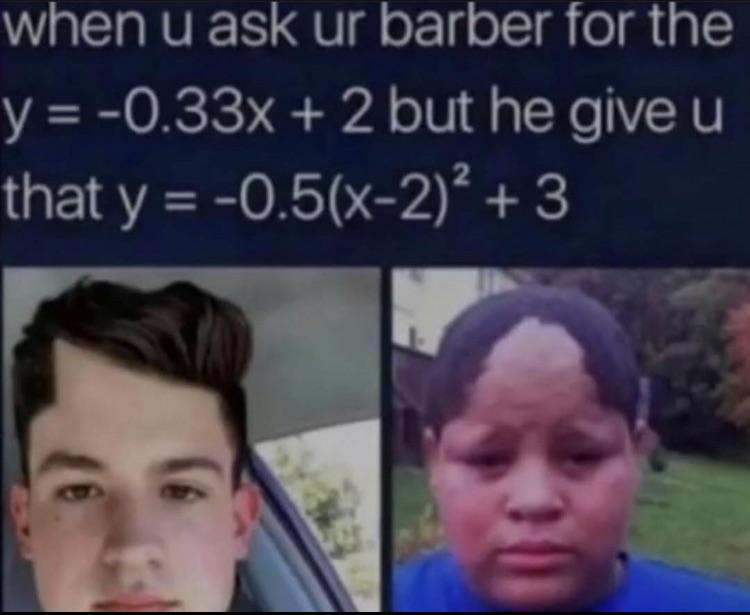 when u ask ur barber for the
y = -0.33x + 2 but he give u
that y = -0.5(x-2)² + 3